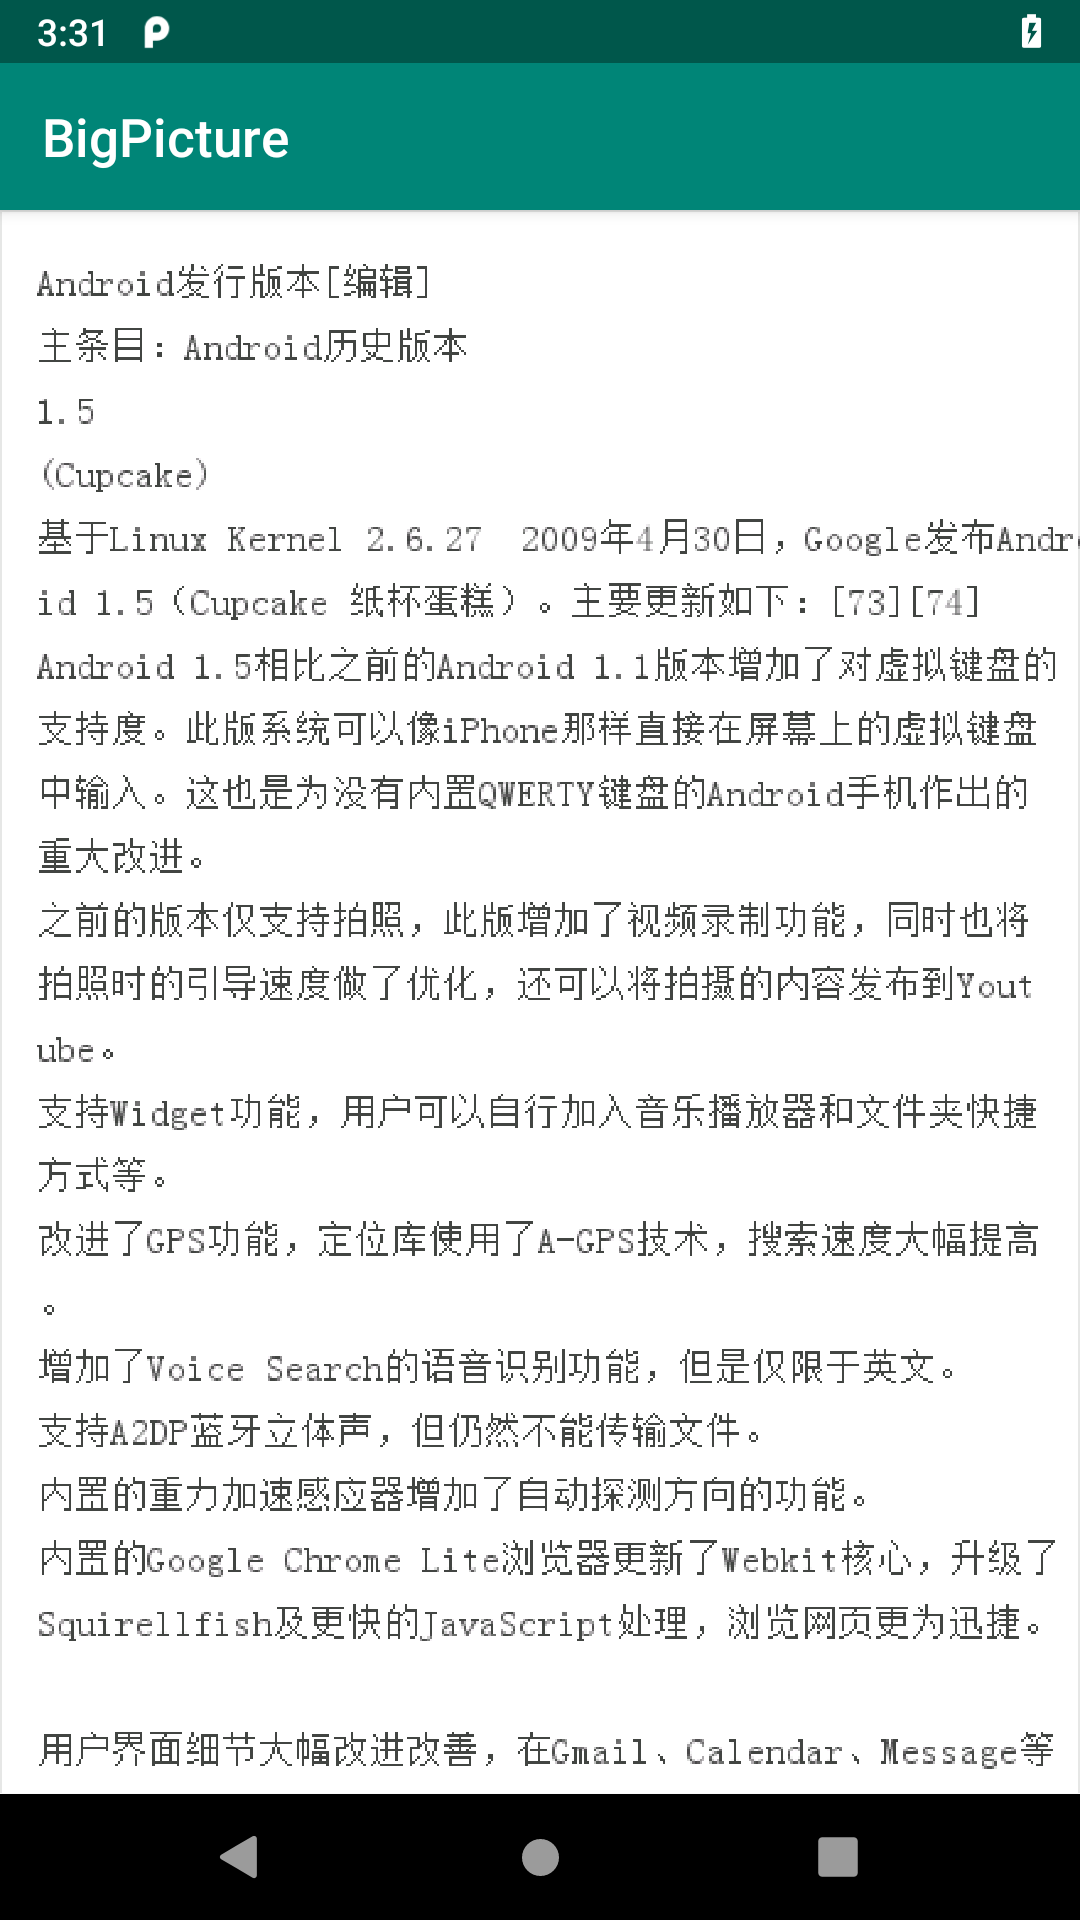 3:31
BigPicture
Android发行版本[编辑]
主条目：Android历史版本
1.5
(Cupcake)
基于Linux Kernel 2.6.27  2009年4月30日，Google发布Andro
id 1.5（Cupcake 纸杯蛋糕）。主要更新如下：[73][74]
Android 1.5相比之前的Android 1.1版本增加了对虚拟键盘的
支持度。此版系统可以像iPhone那样直接在屏幕上的虚拟键盘
中输入。这也是为没有内置QWERTY键盘的Android手机作出的
重大改进。
之前的版本仅支持拍照，此版增加了视频录制功能，同时也将
拍照时的引导速度做了优化，还可以将拍摄的内容发布到Yout
ube。
支持Widget功能，用户可以自行加入音乐播放器和文件夹快捷
方式等。
改进了GPS功能，定位库使用了A-GPS技术，搜索速度大幅提高
。
增加了Voice Search的语音识别功能，但是仅限于英文。
支持A2DP蓝牙立体声，但仍然不能传输文件。
内置的重力加速感应器增加了自动探测方向的功能。
内置的Google Chrome Lite浏览器更新了Webkit核心，升级了
Squirellfish及更快的JavaScript处理，浏览网页更为迅捷。
用户界面细节大幅改进改善，在Gmail、Calendar、Message等